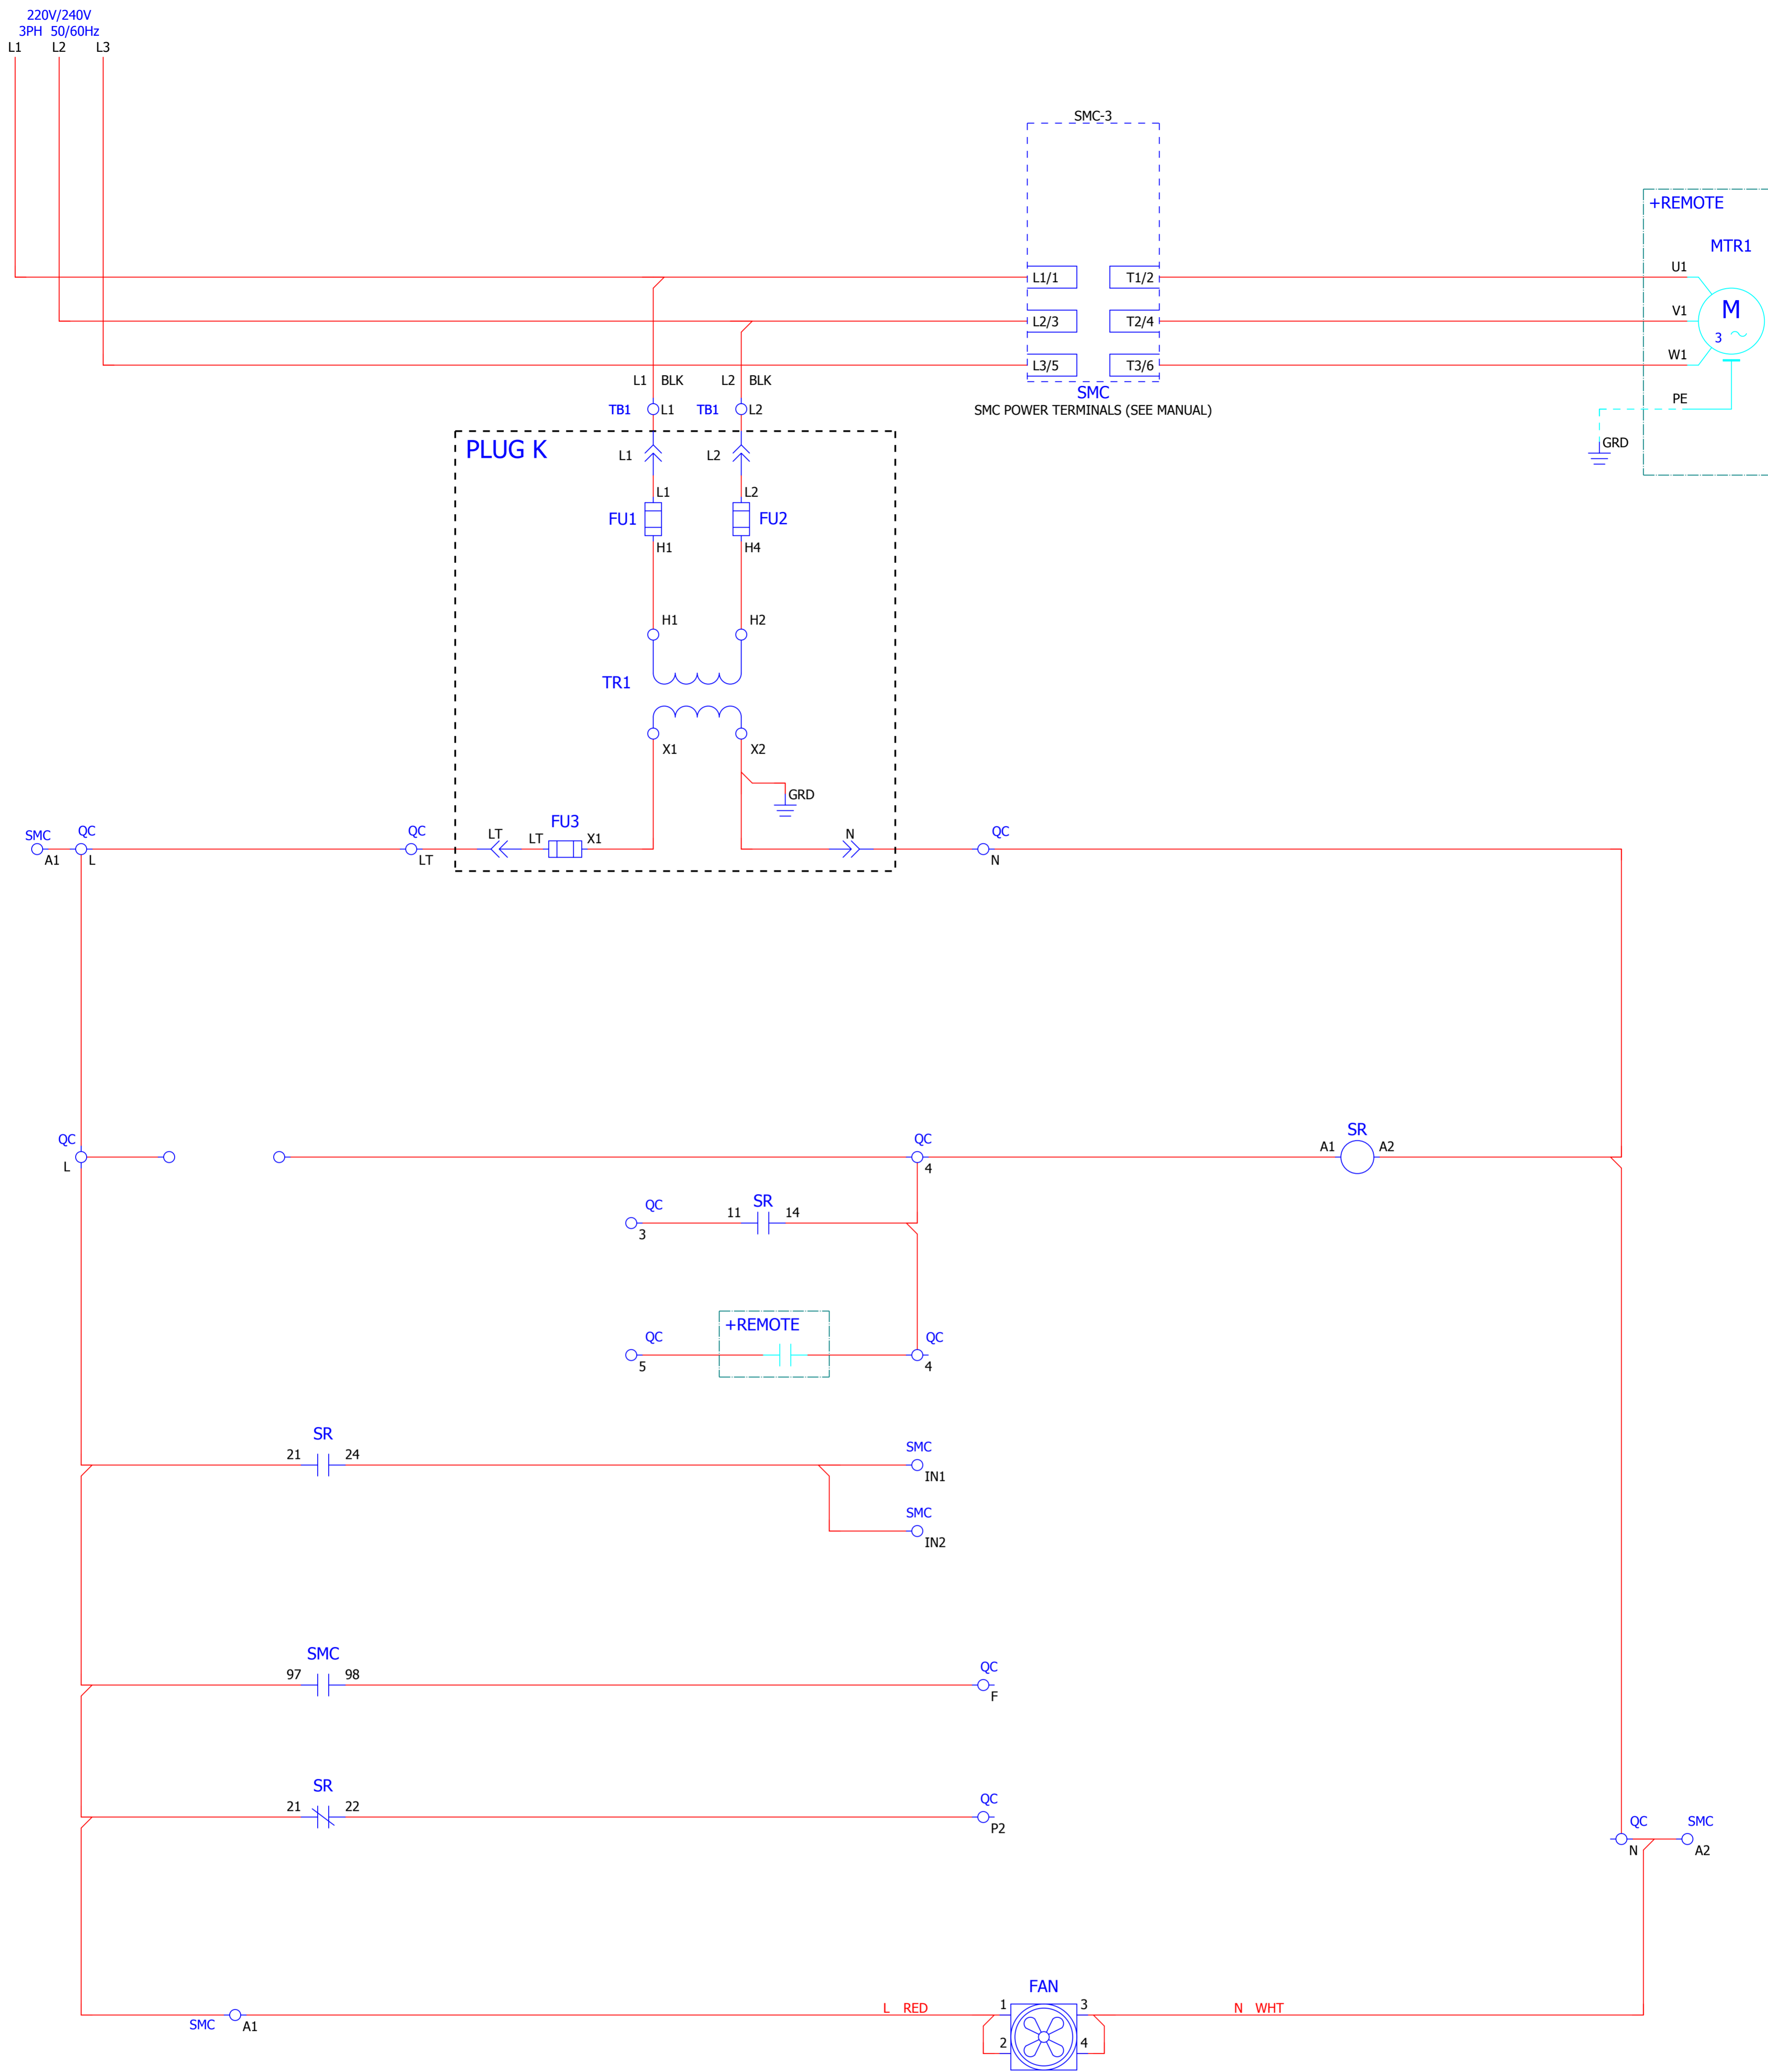 220V/240V
3PH 50/60Hz
L1 L2 L3
SMC-3
+REMOTE
MTR1
L1/1 T1/2 U1
M
3
L2/3 T2/4 V1
L3/5 T3/6 W1
L1 BLK L2 BLK
SMC
TB1 L1 TB1 L2
SMC POWER TERMINALS (SEE MANUAL)
PE
GRD
PLUG K
L1 L2
L1 L2
FU1 FU2
H1 H4
H1 H2
TR1
X1 X2
GRD
FU3
SMC QC QC LT LT X1 N QC
A1 L LT N
QC QC SR
A1 A2
L 4
QC 11 SR 14
3
+REMOTE
QC QC
5 4
SR
21 24 SMC
IN1
SMC
IN2
SMC
97 98 QC
F
SR
21 22 QC
P2
QC SMC
N A2
FAN
L RED 1 3 N WHT
SMC A1
2 4